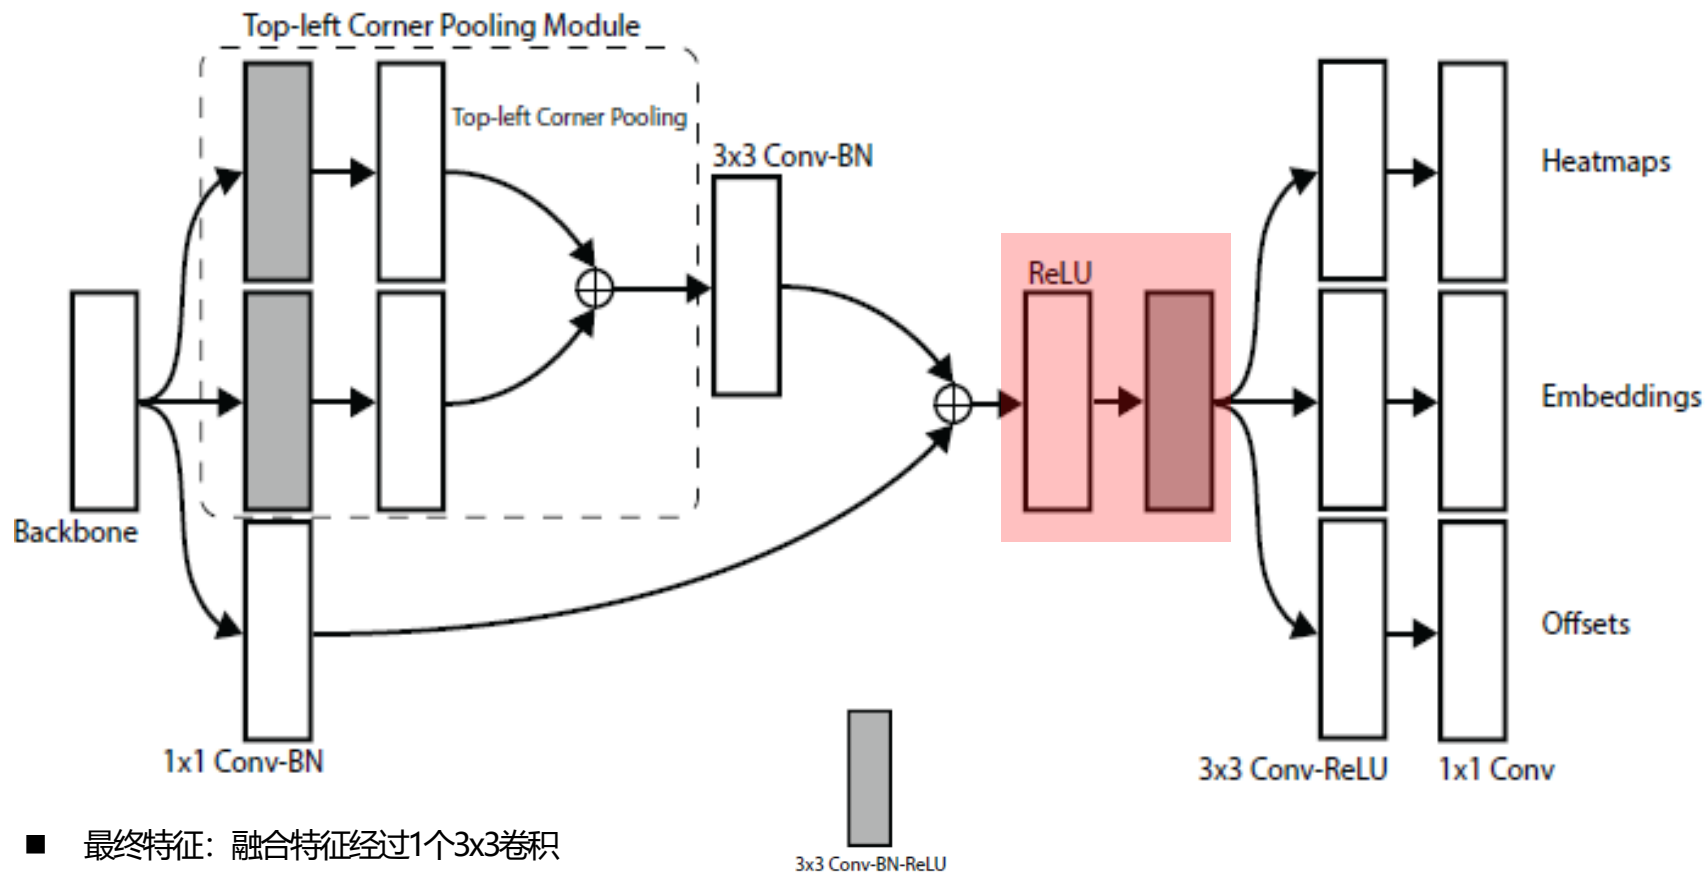 Top-left Corner Pooling Module
Top-left Corner Pooling
3x3 Conv-BN
Heatmaps
ReLU
Embeddings
Backbone
Offsets
1x1 Conv-BN
3x3 Conv-ReLU
1x1 Conv
■ 最终特征：融合特征经过1个3x3卷积
3x3 Conv-BN-ReLU